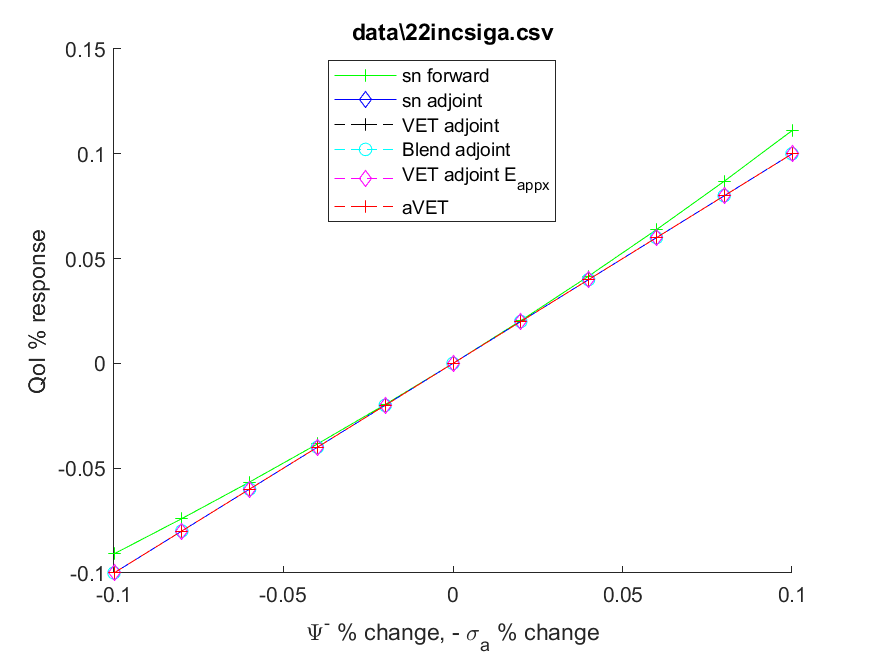 data\22incsiga.csv
0.15
sn forward
sn adjoint
VET adjoint
Blend adjoint
VET adjoint E_appx
aVET
0.1
0.05
0
-0.05
-0.1
QoI % response
-0.1 -0.05 0 0.05 0.1
Ψ⁻ % change, - σ_a % change